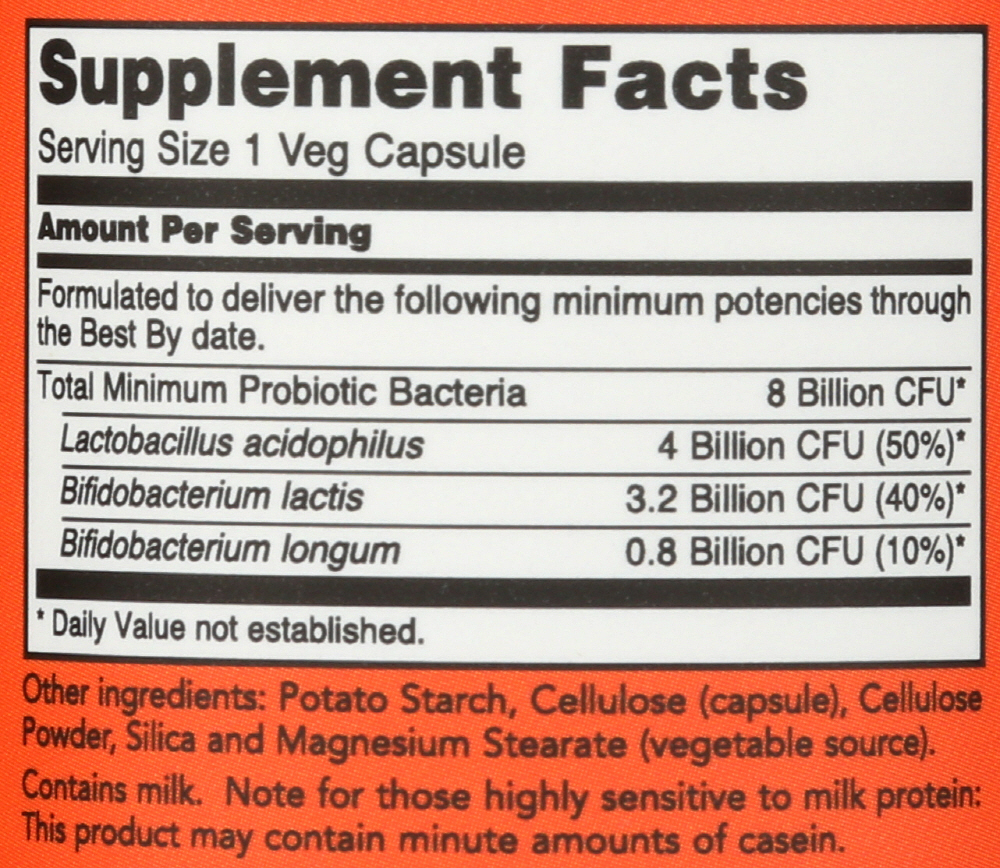 Supplement Facts
Serving Size 1 Veg Capsule
Amount Per Serving
Formulated to deliver the following minimum potencies through
the Best By date.
Total Minimum Probiotic Bacteria 8 Billion CFU*
Lactobacillus acidophilus 4 Billion CFU (50%)*
Bifidobacterium lactis 3.2 Billion CFU (40%)*
Bifidobacterium longum 0.8 Billion CFU (10%)*
* Daily Value not established.
Other ingredients: Potato Starch, Cellulose (capsule), Cellulose
Powder, Silica and Magnesium Stearate (vegetable source).
Contains milk. Note for those highly sensitive to milk protein:
This product may contain minute amounts of casein.